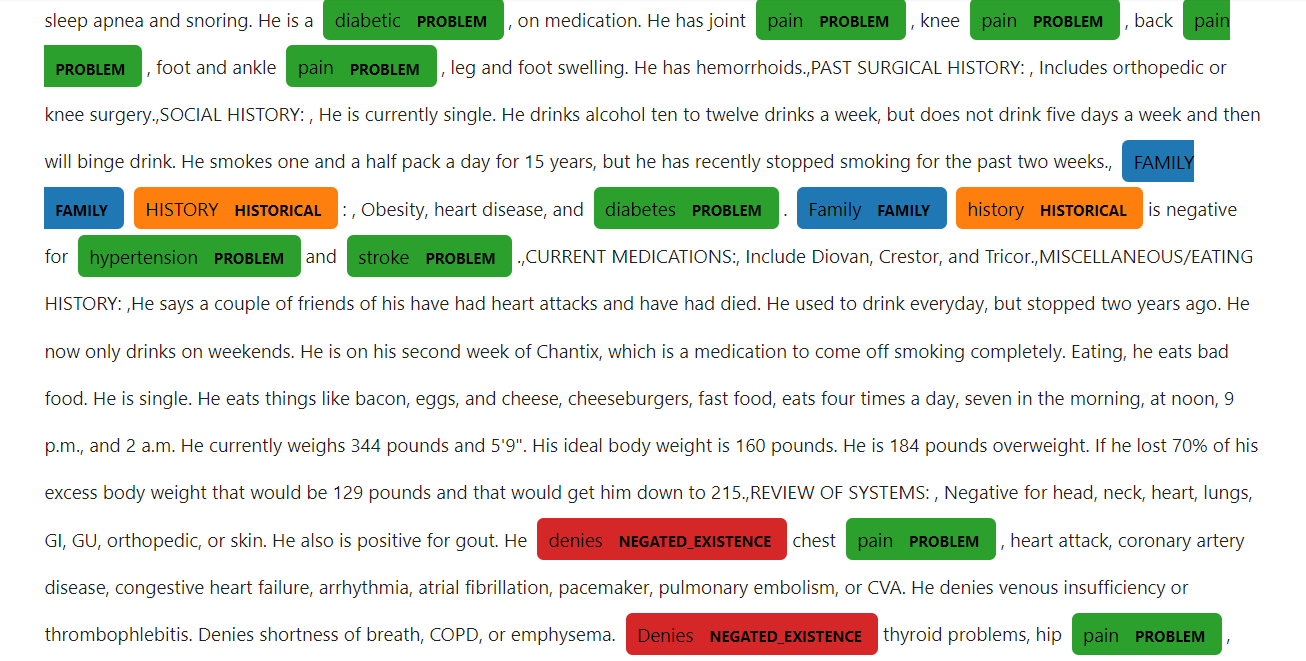 sleep apnea and snoring. He is a diabetic PROBLEM , on medication. He has joint pain PROBLEM , knee pain PROBLEM , back pain
PROBLEM , foot and ankle pain PROBLEM , leg and foot swelling. He has hemorrhoids.,PAST SURGICAL HISTORY: , Includes orthopedic or
knee surgery.,SOCIAL HISTORY: , He is currently single. He drinks alcohol ten to twelve drinks a week, but does not drink five days a week and then
will binge drink. He smokes one and a half pack a day for 15 years, but he has recently stopped smoking for the past two weeks., FAMILY
FAMILY HISTORY HISTORICAL : , Obesity, heart disease, and diabetes PROBLEM . Family FAMILY history HISTORICAL is negative
for hypertension PROBLEM and stroke PROBLEM .,CURRENT MEDICATIONS:, Include Diovan, Crestor, and Tricor.,MISCELLANEOUS/EATING
HISTORY: ,He says a couple of friends of his have had heart attacks and have had died. He used to drink everyday, but stopped two years ago. He
now only drinks on weekends. He is on his second week of Chantix, which is a medication to come off smoking completely. Eating, he eats bad
food. He is single. He eats things like bacon, eggs, and cheese, cheeseburgers, fast food, eats four times a day, seven in the morning, at noon, 9
p.m., and 2 a.m. He currently weighs 344 pounds and 5'9". His ideal body weight is 160 pounds. He is 184 pounds overweight. If he lost 70% of his
excess body weight that would be 129 pounds and that would get him down to 215.,REVIEW OF SYSTEMS: , Negative for head, neck, heart, lungs,
GI, GU, orthopedic, or skin. He also is positive for gout. He denies NEGATED_EXISTENCE chest pain PROBLEM , heart attack, coronary artery
disease, congestive heart failure, arrhythmia, atrial fibrillation, pacemaker, pulmonary embolism, or CVA. He denies venous insufficiency or
thrombophlebitis. Denies shortness of breath, COPD, or emphysema. Denies NEGATED_EXISTENCE thyroid problems, hip pain PROBLEM ,